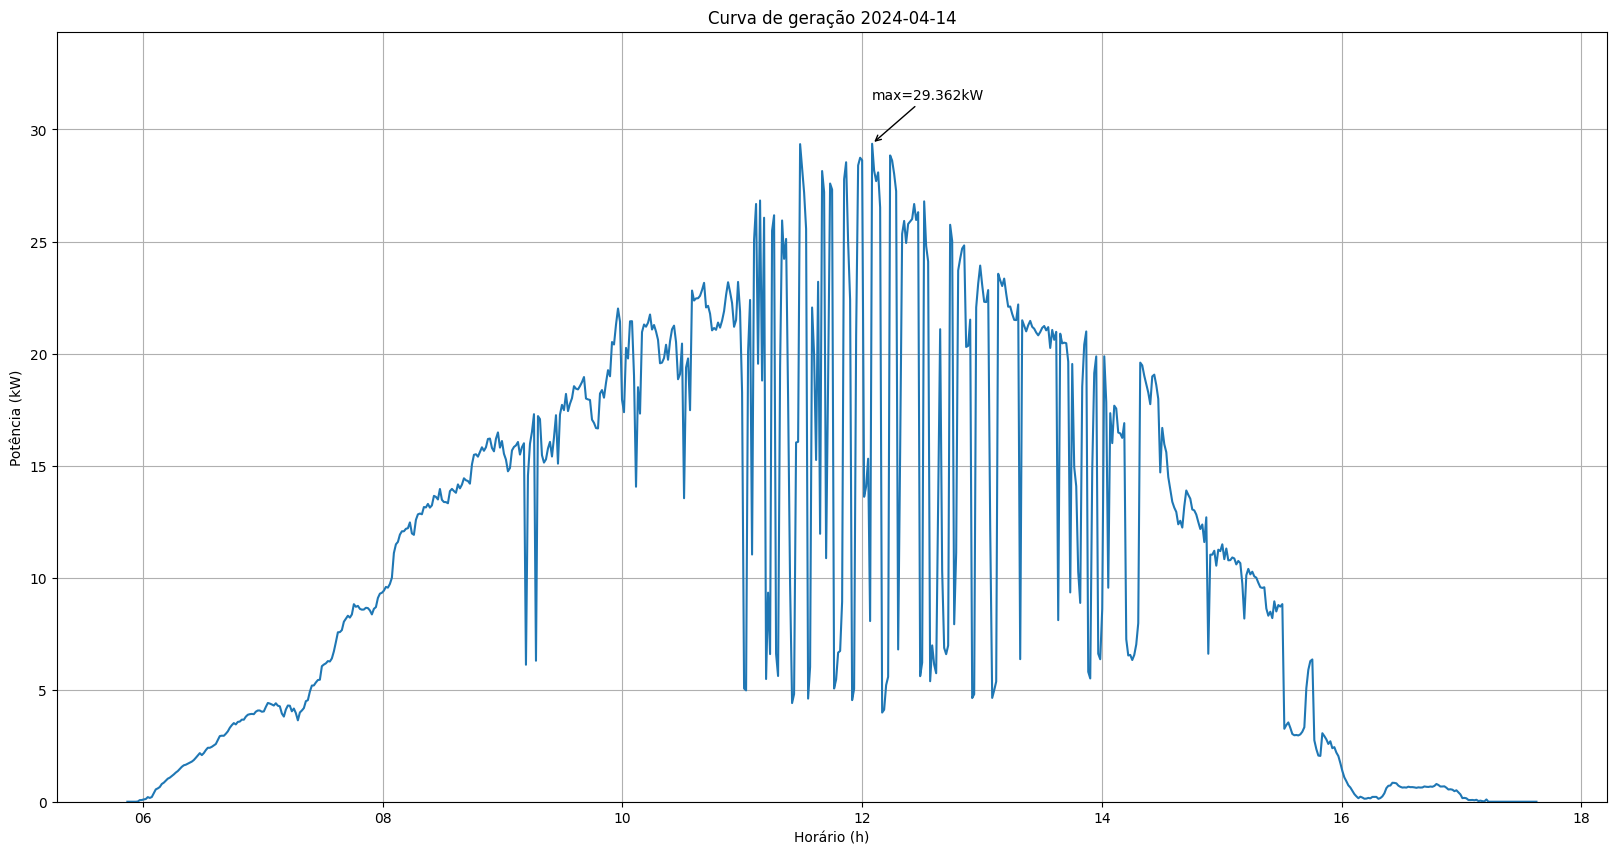 Curva de geração 2024-04-14
max=29.362kW
30
25
20
15
10
5
0
Potência (kW)
06 08 10 12 14 16 18
Horário (h)